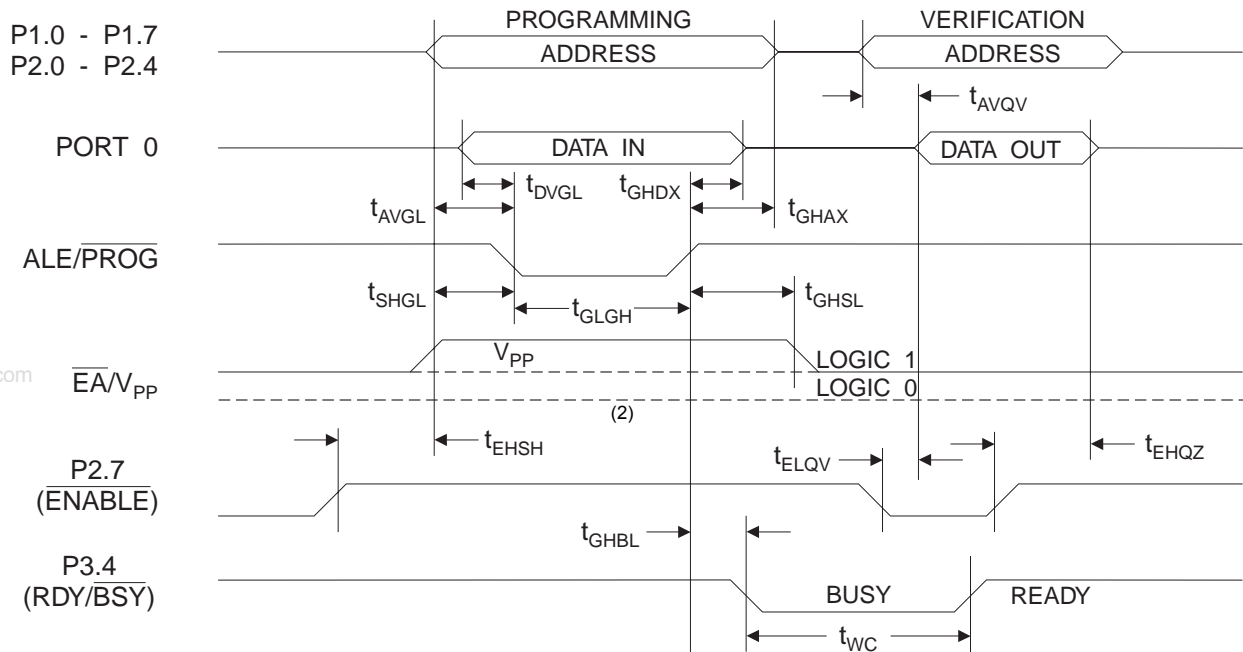 PROGRAMMING VERIFICATION
P1.0 - P1.7
P2.0 - P2.4
ADDRESS ADDRESS
tAVQV
PORT 0 DATA IN DATA OUT
tDVGL tGHDX
tAVGL tGHAX
ALE/PROG
tSHGL tGLGH tGHSL
VPP LOGIC 1
com
EA/VPP LOGIC 0
(2)
tEHSH tELQV tEHQZ
P2.7
(ENABLE)
tGHBL
P3.4
(RDY/BSY) BUSY READY
tWC